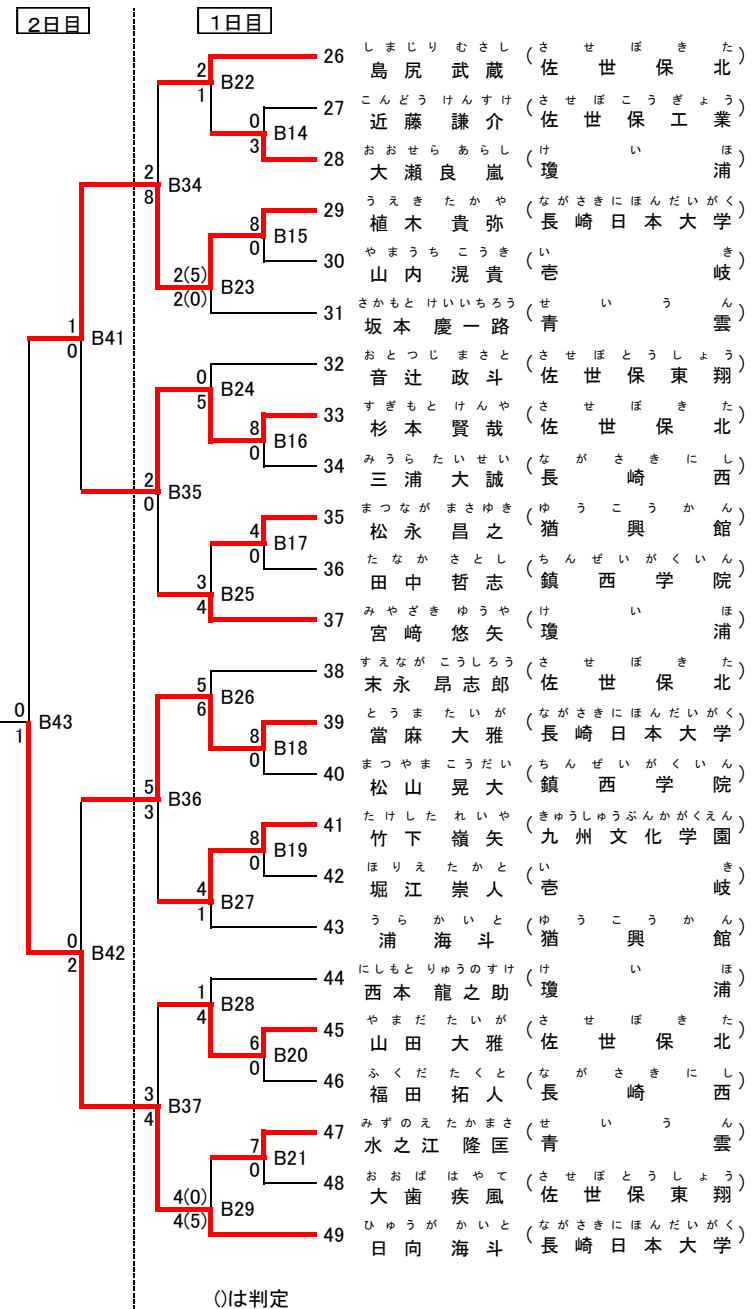 2日目 1日目
しまじり むさし させぼきた
26 島尻 武蔵 (佐世保北)
2
B22
1
こんどう けんすけ させぼこうぎょう
27 近藤 謙介 (佐世保工業)
0
B14
3
おおせら あらし けいほ
28 大瀬良 嵐 (瓊浦)
2
B34
8
うえき たかや ながさきにほんだいがく
29 植木 貴弥 (長崎日本大学)
8
B15
0
やまうち こうき いき
30 山内 滉貴 (壱岐)
2(5)
B23
2(0)
さかもと けいいちろう せいうん
31 坂本 慶一路 (青雲)
1
B41
0
おとつじ まさと させぼとうしょう
32 音辻 政斗 (佐世保東翔)
0
B24
5
すぎもと けんや させぼきた
33 杉本 賢哉 (佐世保北)
8
B16
0
みうら たいせい ながさきにし
34 三浦 大誠 (長崎西)
2
B35
0
まつなが まさゆき ゆうこうかん
35 松永 昌之 (猶興館)
4
B17
0
たなか さとし ちんぜいがくいん
36 田中 哲志 (鎮西学院)
3
B25
4
みやざき ゆうや けいほ
37 宮﨑 悠矢 (瓊浦)
すえなが こうしろう させぼきた
38 末永 昂志郎 (佐世保北)
5
B26
6
0
B43
1
とうま たいが ながさきにほんだいがく
39 當麻 大雅 (長崎日本大学)
8
B18
0
まつやま こうだい ちんぜいがくいん
40 松山 晃大 (鎮西学院)
5
B36
3
たけした れいや きゅうしゅうぶんかがくえん
41 竹下 嶺矢 (九州文化学園)
8
B19
0
ほりえ たかと いき
42 堀江 崇人 (壱岐)
4
B27
1
うら かいと ゆうこうかん
43 浦 海斗 (猶興館)
0
B42
2
にしもと りゅうのすけ けいほ
44 西本 龍之助 (瓊浦)
1
B28
4
やまだ たいが させぼきた
45 山田 大雅 (佐世保北)
6
B20
0
ふくだ たくと ながさきにし
46 福田 拓人 (長崎西)
3
B37
4
みずのえ たかまさ せいうん
47 水之江 隆匡 (青雲)
7
B21
0
おおば はやて させぼとうしょう
48 大歯 疾風 (佐世保東翔)
4(0)
B29
4(5)
ひゅうが かいと ながさきにほんだいがく
49 日向 海斗 (長崎日本大学)
()は判定